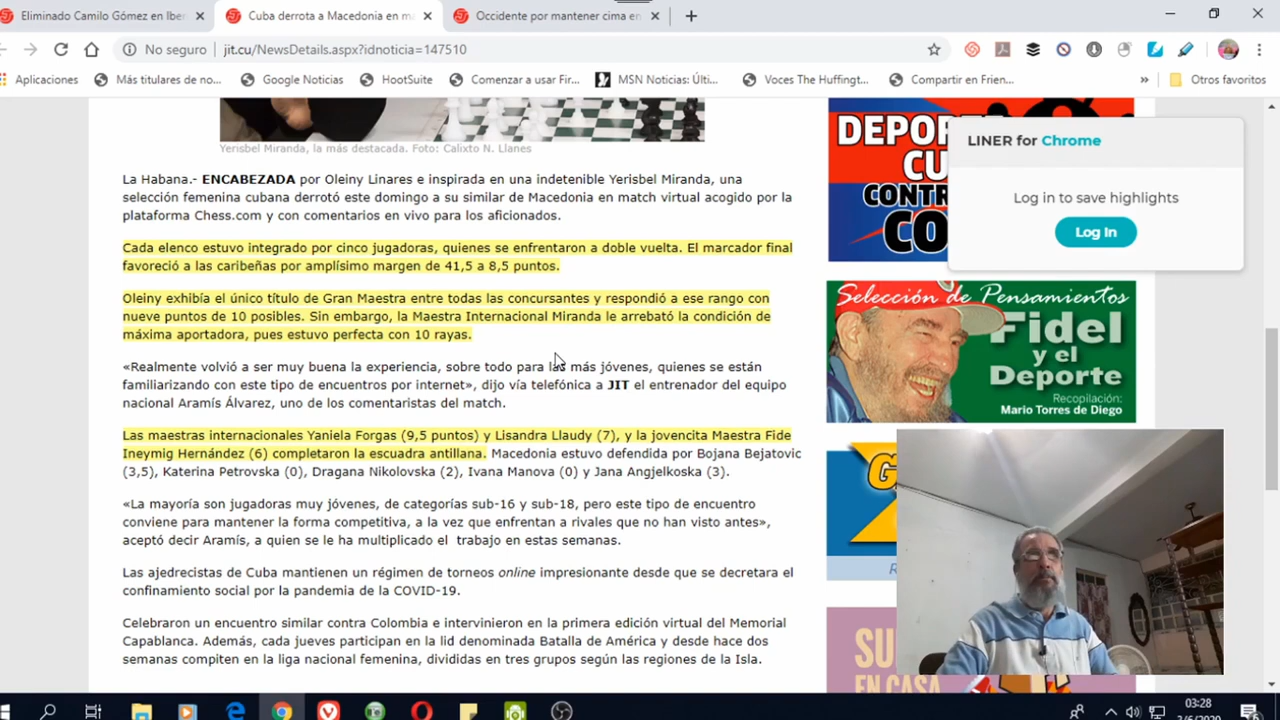 Eliminado Camilo Gómez en Iber
Cuba derrota a Macedonia en ma
Occidente por mantener cima en
No seguro
jit.cu/NewsDetails.aspx?idnoticia=147510
Aplicaciones
Más titulares de no...
Google Noticias
HootSuite
Comenzar a usar Fir...
MSN Noticias: Últi...
Voces The Huffingt...
Compartir en Frien...
»
Otros favoritos
Yerisbel Miranda, la más destacada. Foto: Calixto N. Llanes
La Habana.- ENCABEZADA por Oleiny Linares e inspirada en una indetenible Yerisbel Miranda, una
selección femenina cubana derrotó este domingo a su similar de Macedonia en match virtual acogido por la
plataforma Chess.com y con comentarios en vivo para los aficionados.
Cada elenco estuvo integrado por cinco jugadoras, quienes se enfrentaron a doble vuelta. El marcador final
favoreció a las caribeñas por amplísimo margen de 41,5 a 8,5 puntos.
Oleiny exhibía el único título de Gran Maestra entre todas las concursantes y respondió a ese rango con
nueve puntos de 10 posibles. Sin embargo, la Maestra Internacional Miranda le arrebató la condición de
máxima aportadora, pues estuvo perfecta con 10 rayas.
«Realmente volvió a ser muy buena la experiencia, sobre todo para las más jóvenes, quienes se están
familiarizando con este tipo de encuentros por internet», dijo vía telefónica a JIT el entrenador del equipo
nacional Aramís Álvarez, uno de los comentaristas del match.
Las maestras internacionales Yaniela Forgas (9,5 puntos) y Lisandra Llaudy (7), y la jovencita Maestra Fide
Ineymig Hernández (6) completaron la escuadra antillana. Macedonia estuvo defendida por Bojana Bejatovic
(3,5), Katerina Petrovska (0), Dragana Nikolovska (2), Ivana Manova (0) y Jana Angjelkoska (3).
«La mayoría son jugadoras muy jóvenes, de categorías sub-16 y sub-18, pero este tipo de encuentro
conviene para mantener la forma competitiva, a la vez que enfrentan a rivales que no han visto antes»,
aceptó decir Aramís, a quien se le ha multiplicado el trabajo en estas semanas.
Las ajedrecistas de Cuba mantienen un régimen de torneos online impresionante desde que se decretara el
confinamiento social por la pandemia de la COVID-19.
Celebraron un encuentro similar contra Colombia e intervinieron en la primera edición virtual del Memorial
Capablanca. Además, cada jueves participan en la lid denominada Batalla de América y desde hace dos
semanas compiten en la liga nacional femenina, divididas en tres grupos según las regiones de la Isla.
DEPORTE
CU
CONTR
CO
LINER for Chrome
Log in to save highlights
Log In
Selección de Pensamientos
Fidel
y el
Deporte
Recopilación:
Mario Torres de Diego
G
R
SU
EN CASA
03:28
2/6/2020
6